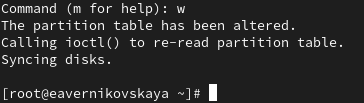 Command (m for help): w
The partition table has been altered.
Calling ioctl() to re-read partition table.
Syncing disks.
[root@eavernikovskaya ~]#